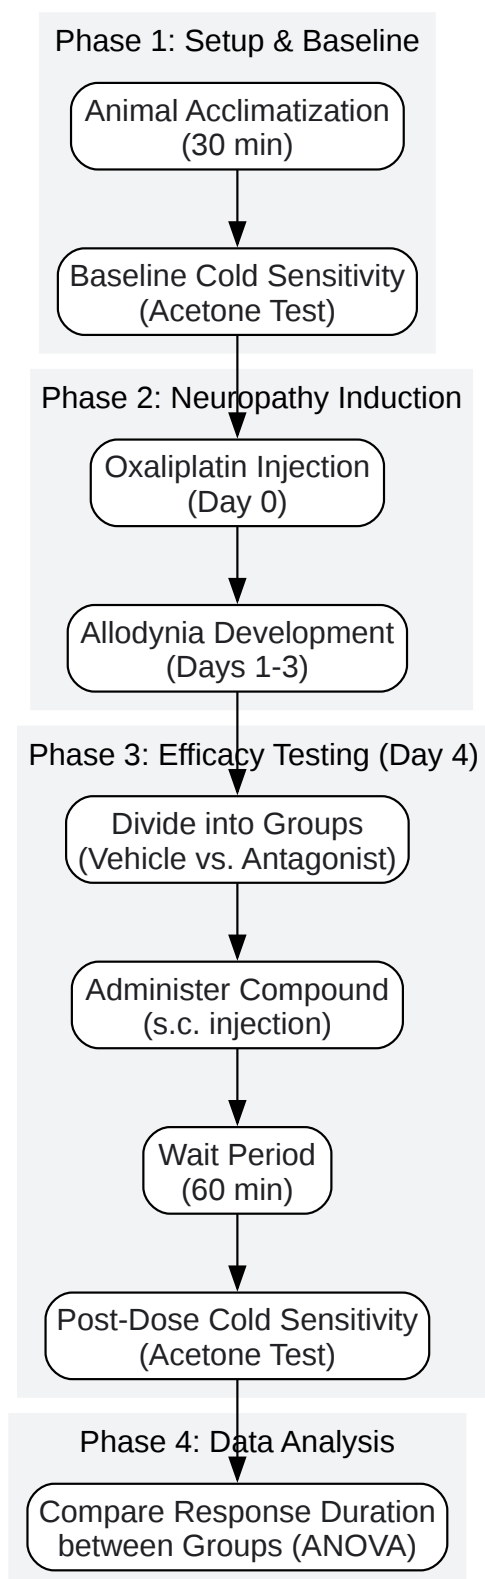 Phase 1: Setup & Baseline
Animal Acclimatization
(30 min)
Baseline Cold Sensitivity
(Acetone Test)
Phase 2: Neuropathy Induction
Oxaliplatin Injection
(Day 0)
Allodynia Development
(Days 1-3)
Phase 3: Efficacy Testing (Day 4)
Divide into Groups
(Vehicle vs. Antagonist)
Administer Compound
(s.c. injection)
Wait Period
(60 min)
Post-Dose Cold Sensitivity
(Acetone Test)
Phase 4: Data Analysis
Compare Response Duration
between Groups (ANOVA)